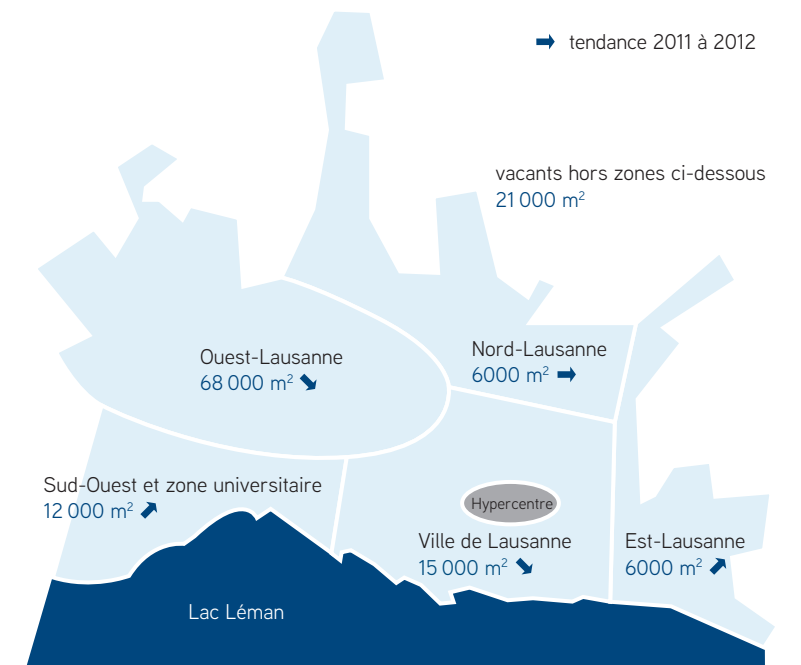 ➡ tendance 2011 à 2012
vacants hors zones ci-dessous
21 000 m²
Ouest-Lausanne
68 000 m² ➘
Nord-Lausanne
6000 m² ➡
Sud-Ouest et zone universitaire
12 000 m² ➚
Hypercentre
Ville de Lausanne
15 000 m² ➘
Est-Lausanne
6000 m² ➚
Lac Léman